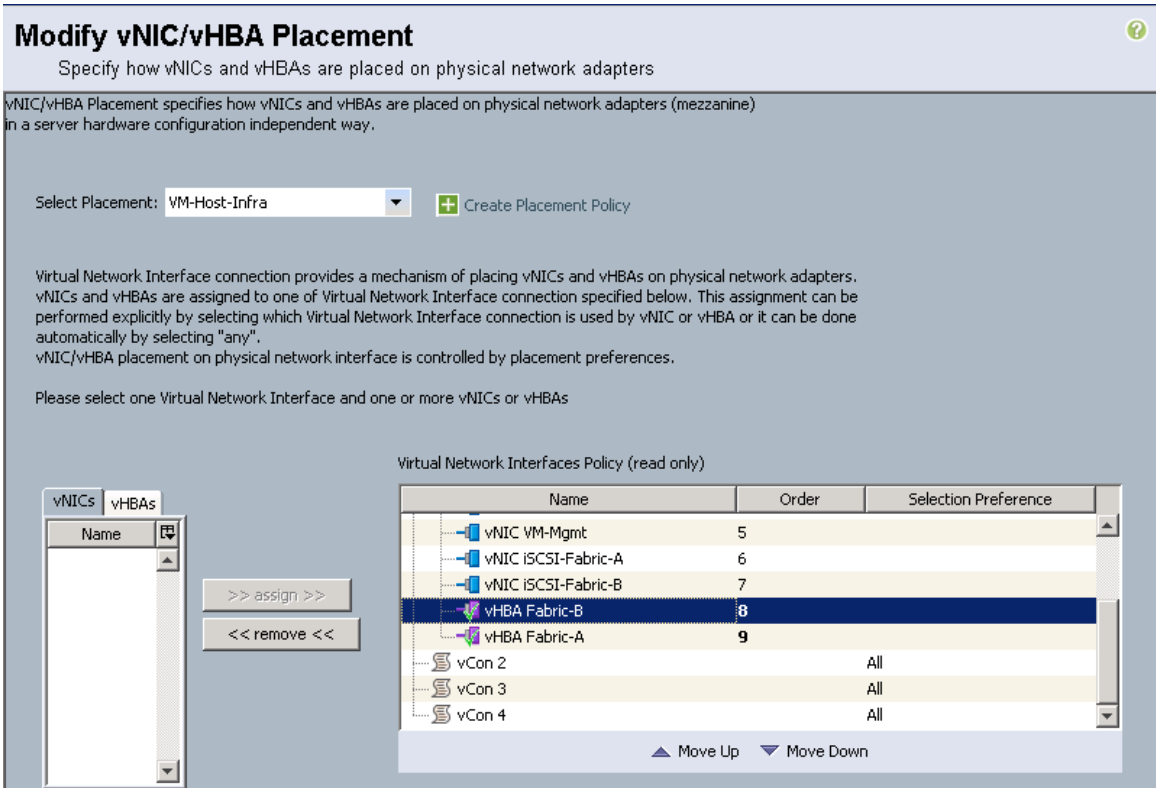 Modify vNIC/vHBA Placement
Specify how vNICs and vHBAs are placed on physical network adapters
vNIC/vHBA Placement specifies how vNICs and vHBAs are placed on physical network adapters (mezzanine)
in a server hardware configuration independent way.
Select Placement: VM-Host-Infra Create Placement Policy
Virtual Network Interface connection provides a mechanism of placing vNICs and vHBAs on physical network adapters.
vNICs and vHBAs are assigned to one of Virtual Network Interface connection specified below. This assignment can be
performed explicitly by selecting which Virtual Network Interface connection is used by vNIC or vHBA or it can be done
automatically by selecting "any".
vNIC/vHBA placement on physical network interface is controlled by placement preferences.
Please select one Virtual Network Interface and one or more vNICs or vHBAs
Virtual Network Interfaces Policy (read only)
vNICs vHBAs
Name
>> assign >>
<< remove <<
Name Order Selection Preference
vNIC VM-Mgmt 5
vNIC iSCSI-Fabric-A 6
vNIC iSCSI-Fabric-B 7
vHBA Fabric-B 8
vHBA Fabric-A 9
vCon 2 All
vCon 3 All
vCon 4 All
Move Up Move Down